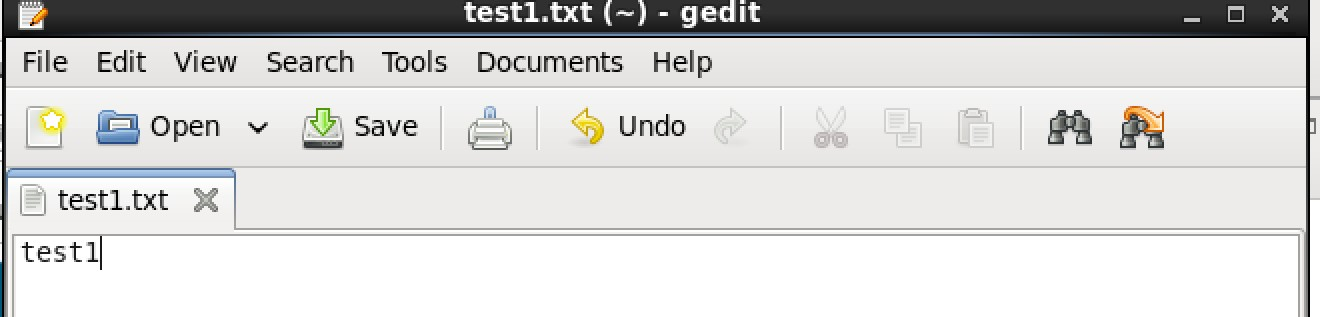 test1.txt (~) - gedit
File Edit View Search Tools Documents Help
Open Save Undo
test1.txt
test1